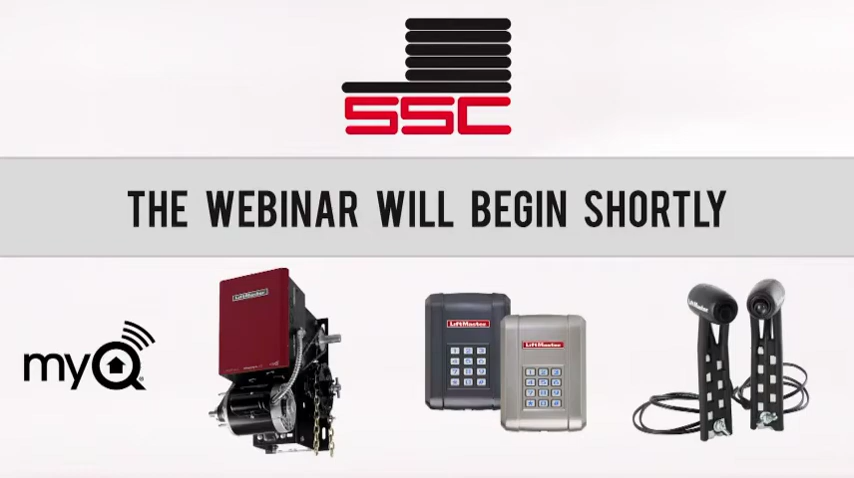 SSC
THE WEBINAR WILL BEGIN SHORTLY
myQ
LiftMaster
LiftMaster
LiftMaster
LiftMaster